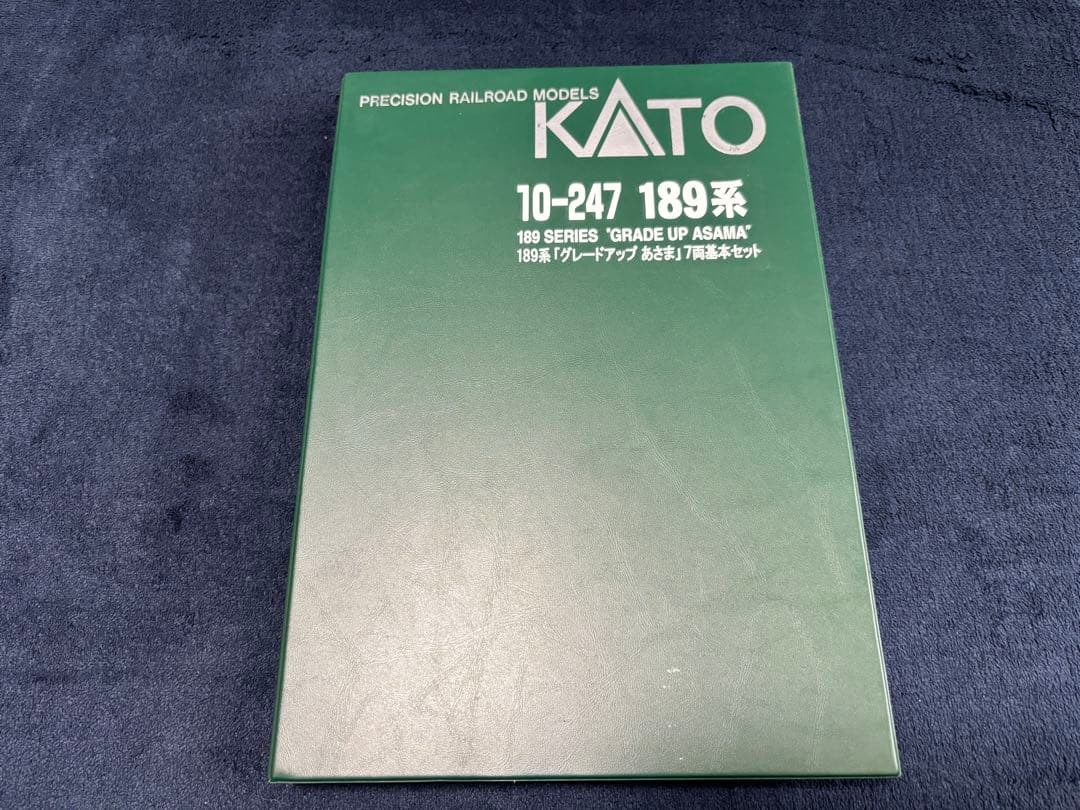 PRECISION RAILROAD MODELS
KATO
10-247 189系
189 SERIES "GRADE UP ASAMA"
189系「グレードアップ あさま」7両基本セット